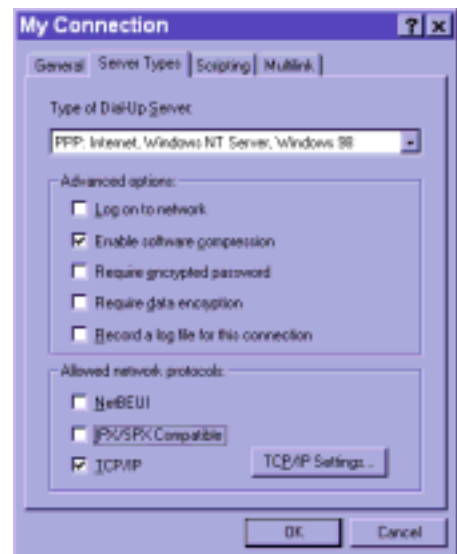 My Connection
General Server Types Scripting Multilink
Type of Dial-Up Server:
PPP: Internet, Windows NT Server, Windows 98
Advanced options:
Log on to network
Enable software compression
Require encrypted password
Require data encryption
Record a log file for this connection
Allowed network protocols:
NetBEUI
IPX/SPX Compatible
TCP/IP
TCP/IP Settings...
OK Cancel